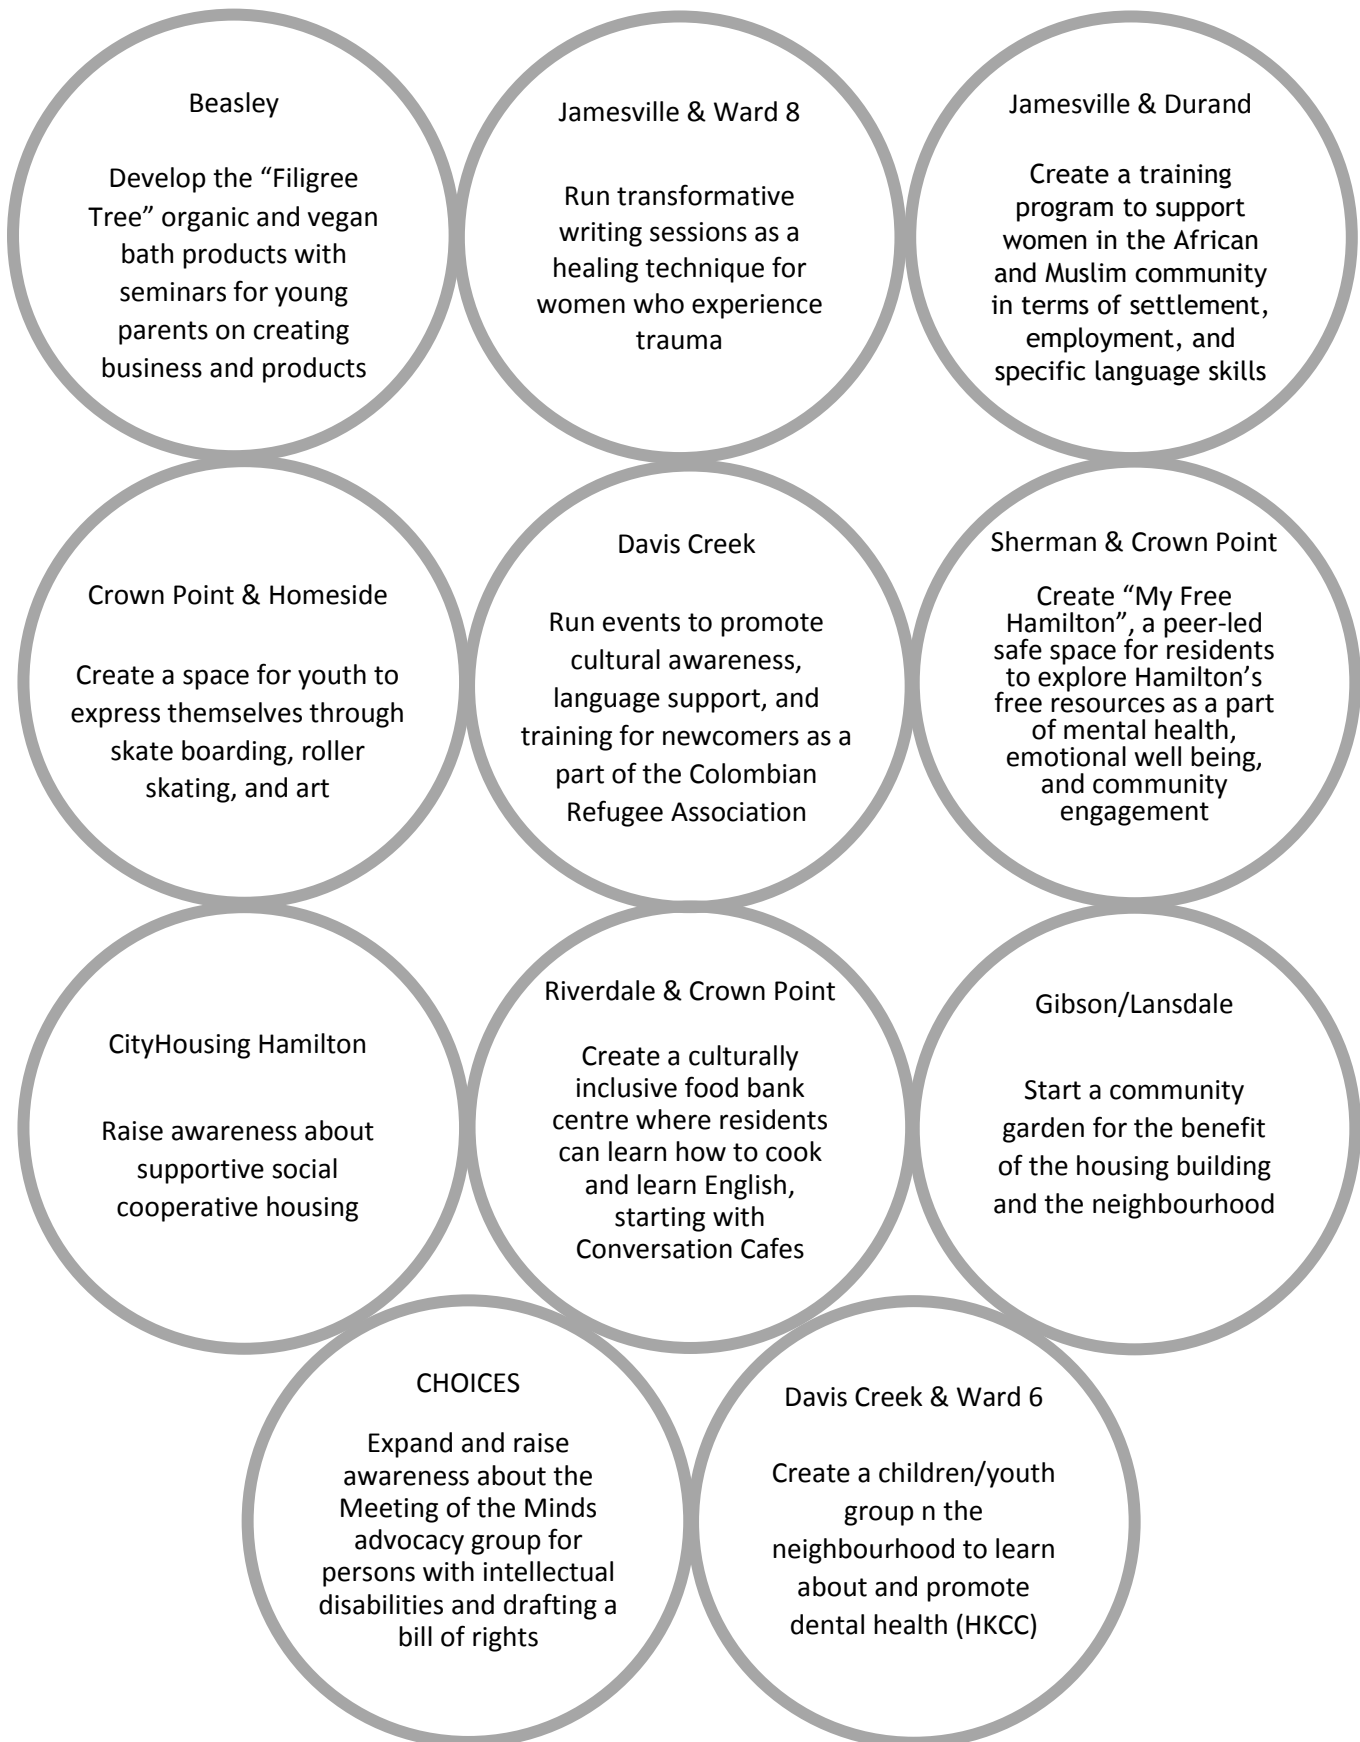 Beasley
Develop the “Filigree
Tree” organic and vegan
bath products with
seminars for young
parents on creating
business and products
Jamesville & Ward 8
Run transformative
writing sessions as a
healing technique for
women who experience
trauma
Jamesville & Durand
Create a training
program to support
women in the African
and Muslim community
in terms of settlement,
employment, and
specific language skills
Crown Point & Homeside
Create a space for youth to
express themselves through
skate boarding, roller
skating, and art
Davis Creek
Run events to promote
cultural awareness,
language support, and
training for newcomers as a
part of the Colombian
Refugee Association
Sherman & Crown Point
Create “My Free
Hamilton”, a peer-led
safe space for residents
to explore Hamilton’s
free resources as a part
of mental health,
emotional well being,
and community
engagement
CityHousing Hamilton
Raise awareness about
supportive social
cooperative housing
Riverdale & Crown Point
Create a culturally
inclusive food bank
centre where residents
can learn how to cook
and learn English,
starting with
Conversation Cafes
Gibson/Lansdale
Start a community
garden for the benefit
of the housing building
and the neighbourhood
CHOICES
Expand and raise
awareness about the
Meeting of the Minds
advocacy group for
persons with intellectual
disabilities and drafting a
bill of rights
Davis Creek & Ward 6
Create a children/youth
group n the
neighbourhood to learn
about and promote
dental health (HKCC)